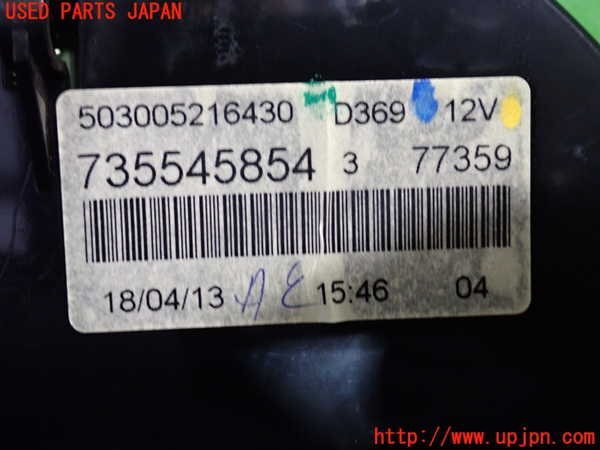 USED PARTS JAPAN
503005216430 D369 12V
735545854 3 77359
18/04/13 AE 15:46 04
http://www.upjpn.com/